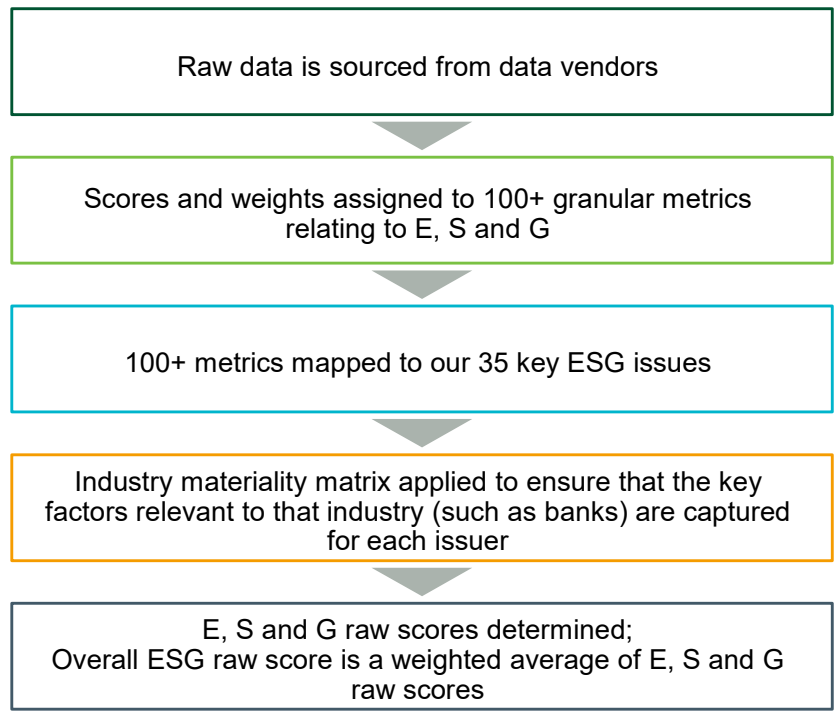 Raw data is sourced from data vendors
Scores and weights assigned to 100+ granular metrics
relating to E, S and G
100+ metrics mapped to our 35 key ESG issues
Industry materiality matrix applied to ensure that the key
factors relevant to that industry (such as banks) are captured
for each issuer
E, S and G raw scores determined;
Overall ESG raw score is a weighted average of E, S and G
raw scores